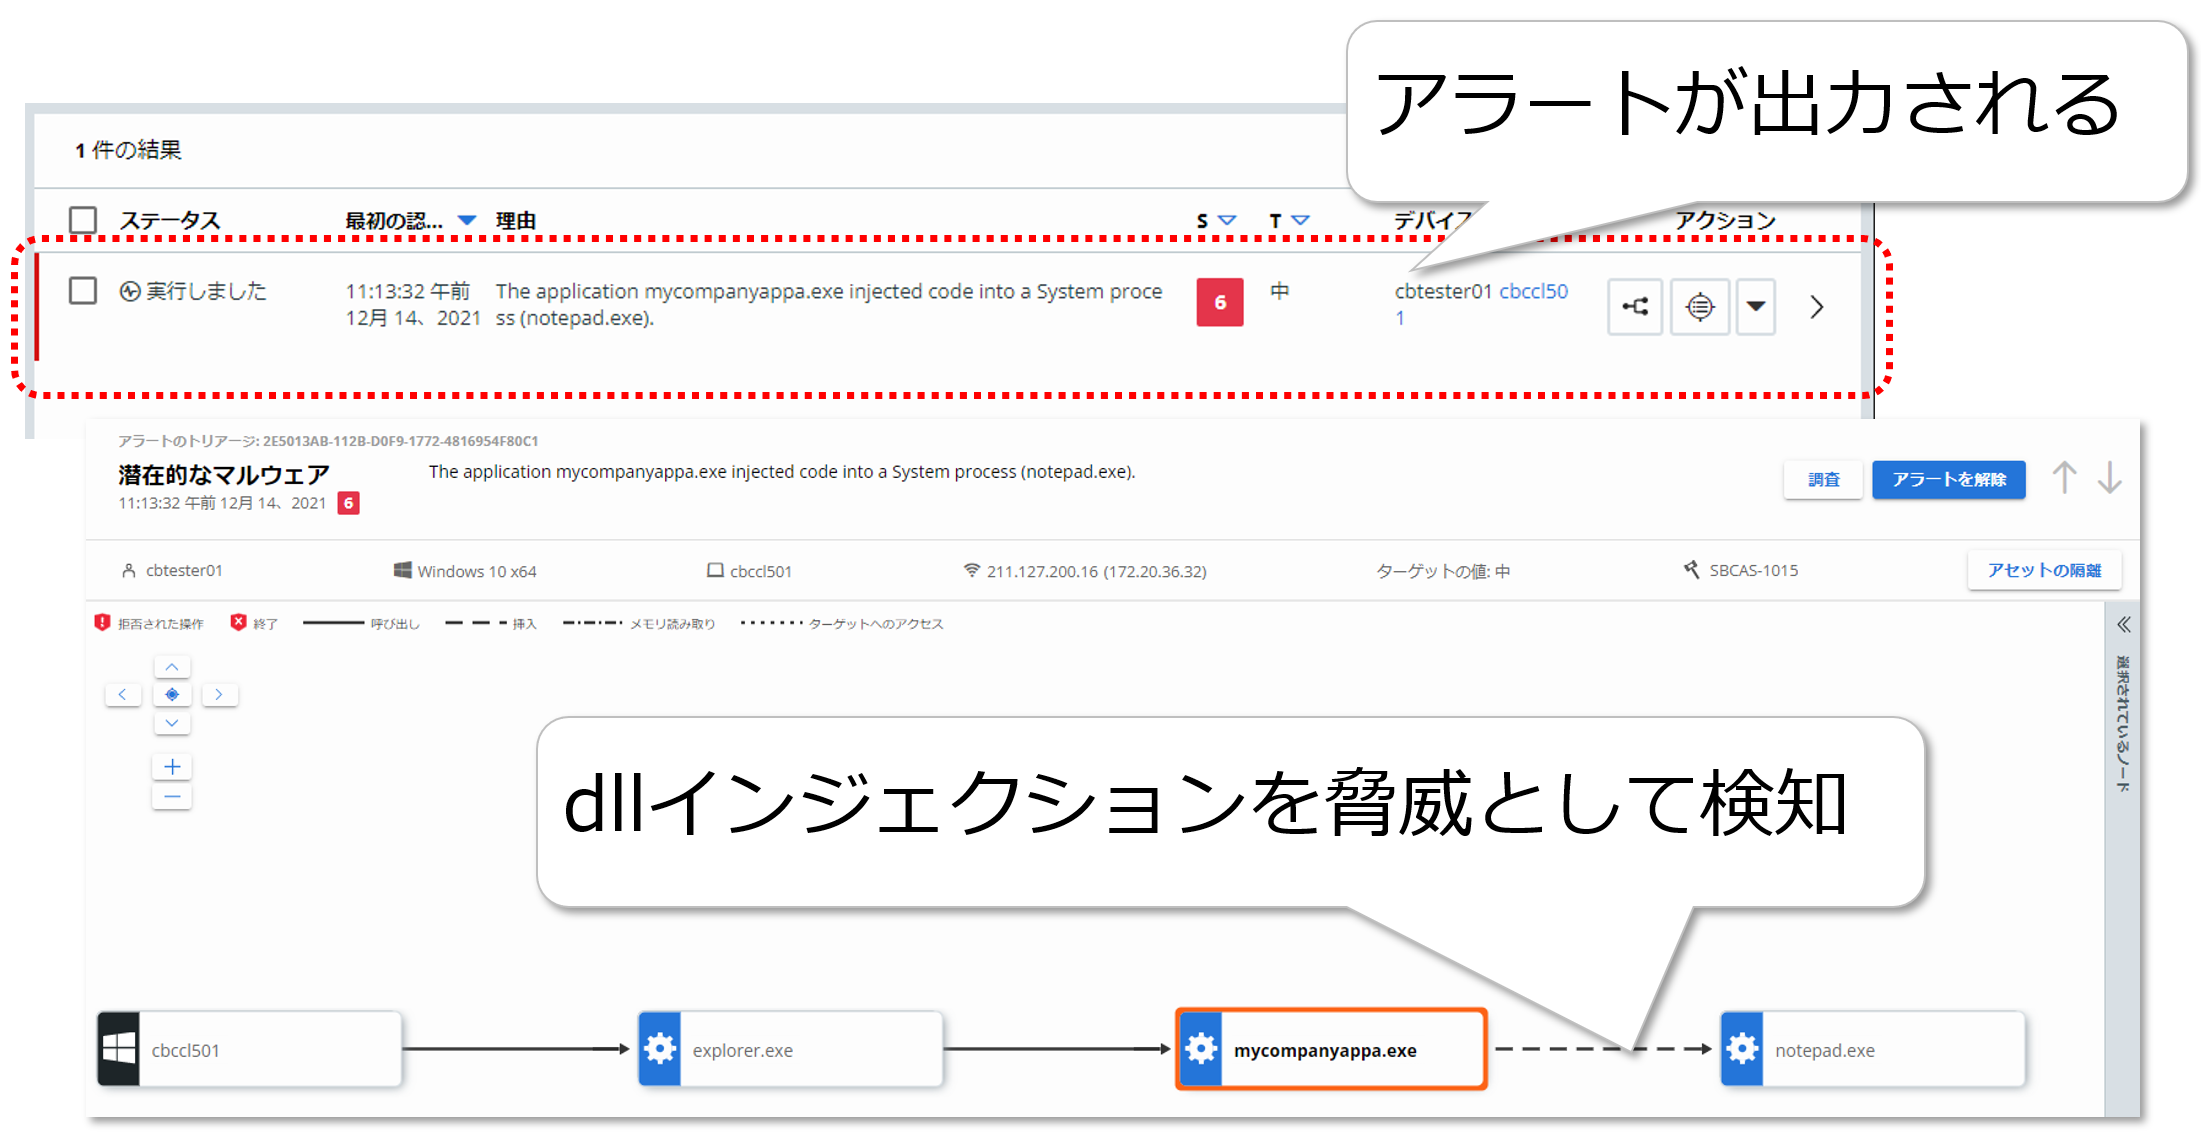 アラートが出力される
1 件の結果
ステータス 最初の認... 理由 S T デバイス アクション
実行しました 11:13:32 午前 The application mycompanyappa.exe injected code into a System proce 6 中 cbtester01 cbccl50
12月 14、2021 ss (notepad.exe). 1
アラートのトリアージ: 2E5013AB-112B-D0F9-1772-4816954F80C1
潜在的なマルウェア The application mycompanyappa.exe injected code into a System process (notepad.exe). 調査 アラートを解除
11:13:32 午前 12月 14、2021 6
cbtester01 Windows 10 x64 cbccl501 211.127.200.16 (172.20.36.32) ターゲットの値: 中 SBCAS-1015 アセットの隔離
拒否された操作 終了 呼び出し 挿入 メモリ読み取り ターゲットへのアクセス
選択されているノード
dllインジェクションを脅威として検知
cbccl501 explorer.exe mycompanyappa.exe notepad.exe